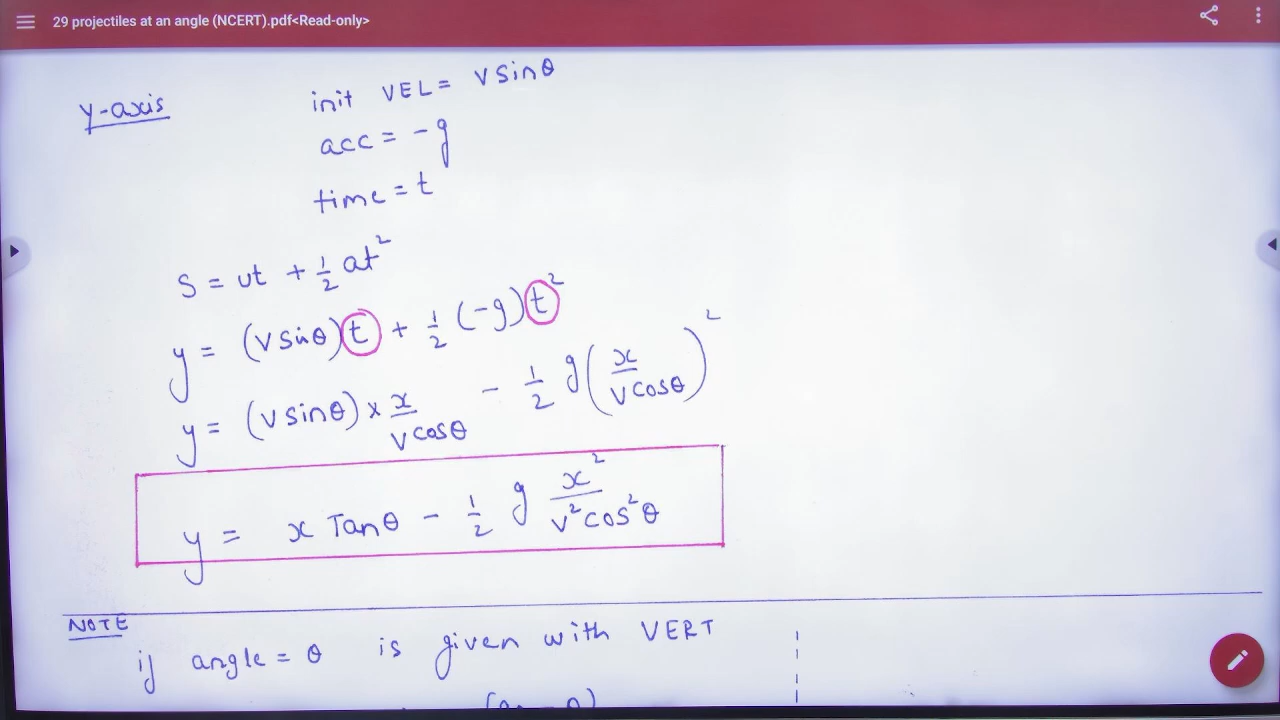 29 projectiles at an angle (NCERT).pdf<Read-only>
y-axis init VEL = v sinθ
acc = -g
time = t
S = ut + 1/2 at²
y = (v sinθ) t + 1/2 (-g) t²
y = (v sinθ) × x/(v cosθ) - 1/2 g (x/(v cosθ))²
y = x Tanθ - 1/2 g x²/(v² cos²θ)
NOTE
if angle = θ is given with VERT